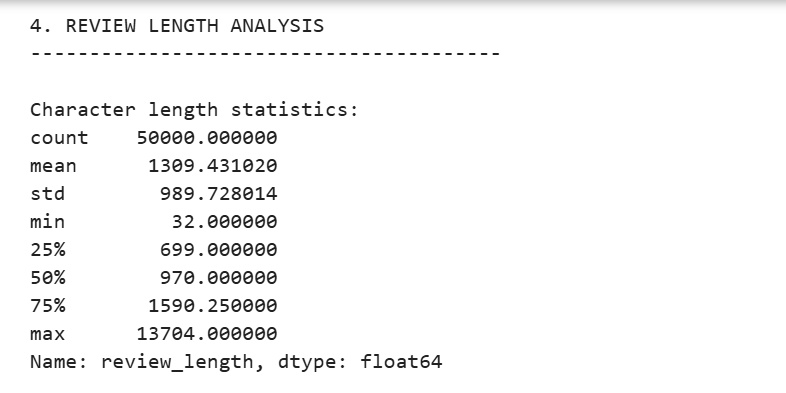 4. REVIEW LENGTH ANALYSIS
----------------------------------------
Character length statistics:
count    50000.000000
mean      1309.431020
std        989.728014
min         32.000000
25%        699.000000
50%        970.000000
75%       1590.250000
max      13704.000000
Name: review_length, dtype: float64